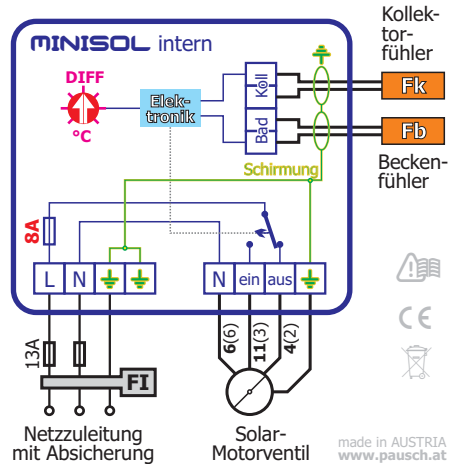 MINISOL intern
Kollek-
tor-
fühler
DIFF
°C
Elek-
tronik
Koll
Bad
Fk
Fb
Becken-
fühler
Schirmung
8A
L
N
N
ein
aus
13A
FI
6(6)
11(3)
4(2)
CE
Netzzuleitung
mit Absicherung
Solar-
Motorventil
made in AUSTRIA
www.pausch.at